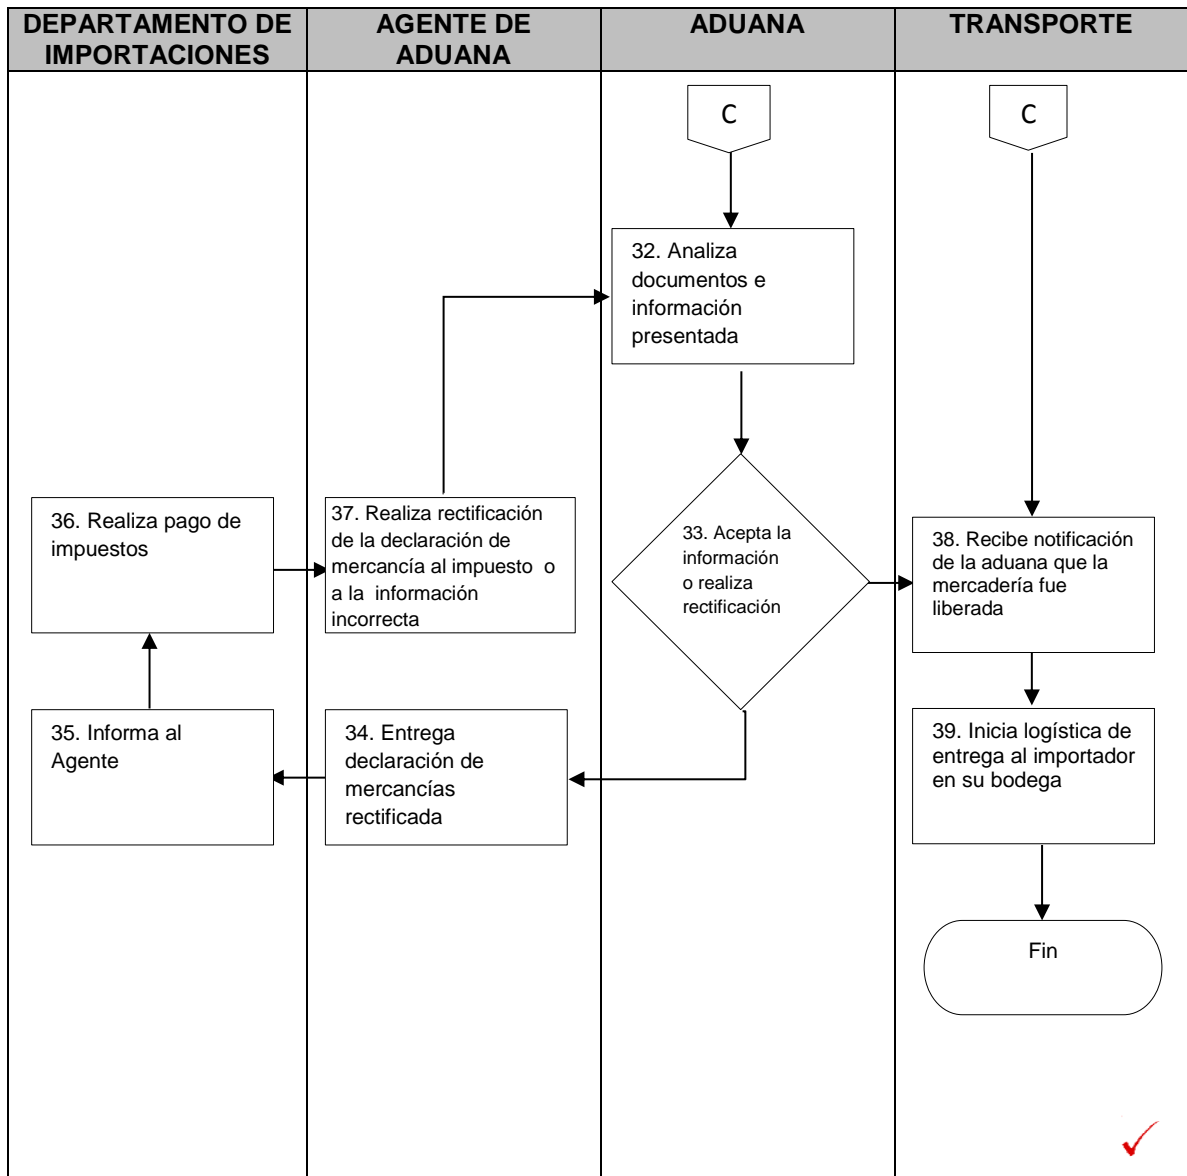 DEPARTAMENTO DE
IMPORTACIONES
AGENTE DE
ADUANA
ADUANA
TRANSPORTE
C
C
32. Analiza
documentos e
información
presentada
36. Realiza pago de
impuestos
37. Realiza rectificación
de la declaración de
mercancía al impuesto o
a la información
incorrecta
33. Acepta la
información
o realiza
rectificación
38. Recibe notificación
de la aduana que la
mercadería fue
liberada
35. Informa al
Agente
34. Entrega
declaración de
mercancías
rectificada
39. Inicia logística de
entrega al importador
en su bodega
Fin